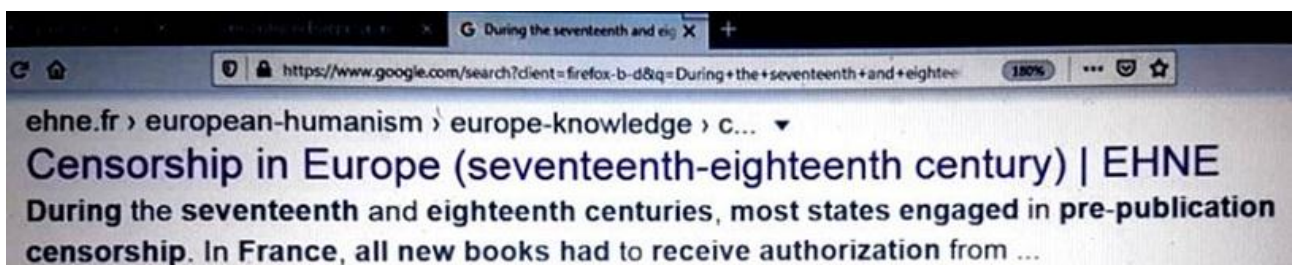 G During the seventeenth and eig X +
https://www.google.com/search?client=firefox-b-d&q=During+the+seventeenth+and+eightee 180%
ehne.fr › european-humanism › europe-knowledge › c...
Censorship in Europe (seventeenth-eighteenth century) | EHNE
During the seventeenth and eighteenth centuries, most states engaged in pre-publication
censorship. In France, all new books had to receive authorization from ...